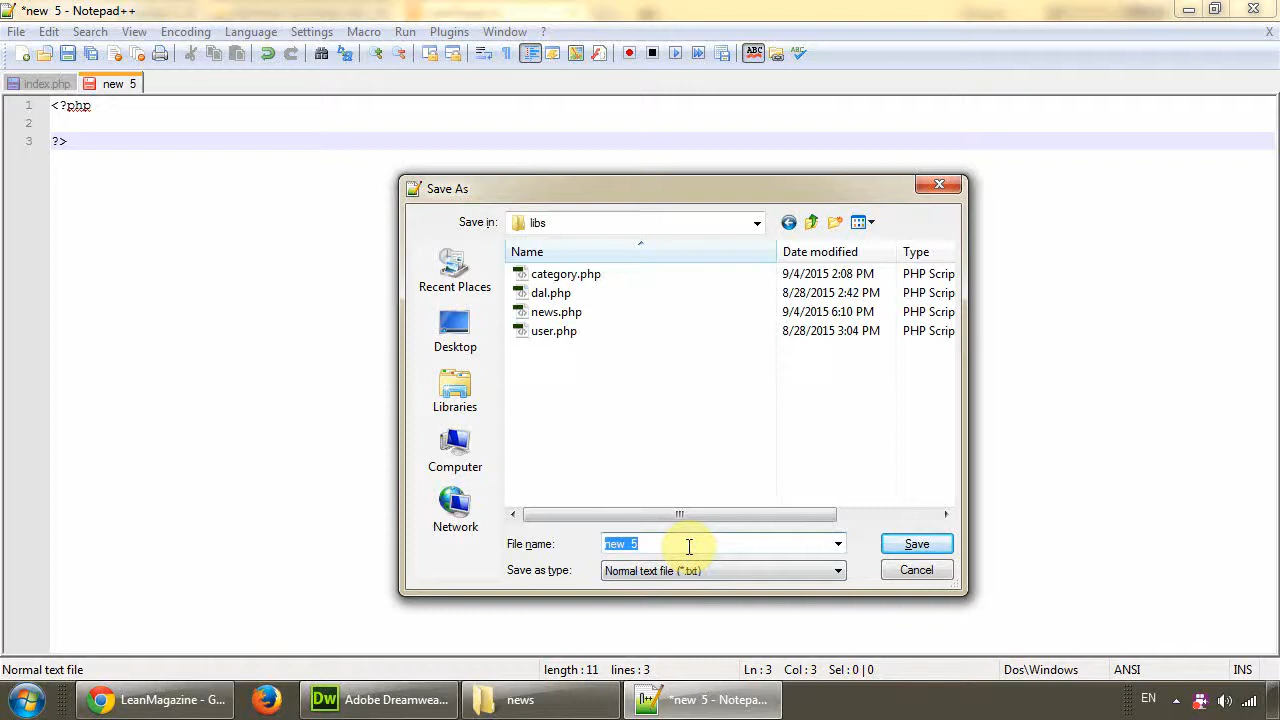 *new  5 - Notepad++
File Edit Search View Encoding Language Settings Macro Run Plugins Window ? X
index.php new  5
1 <?php
2
3 ?>
Save As
Save in: libs
Name Date modified Type
category.php 9/4/2015 2:08 PM PHP Scrip
dal.php 8/28/2015 2:42 PM PHP Scrip
news.php 9/4/2015 6:10 PM PHP Scrip
user.php 8/28/2015 3:04 PM PHP Scrip
Recent Places
Desktop
Libraries
Computer
Network
File name: new  5 Save
Save as type: Normal text file (*.txt) Cancel
Normal text file length : 11 lines : 3 Ln : 3 Col : 3 Sel : 0 | 0 Dos\Windows ANSI INS
LeanMagazine - G... Dw Adobe Dreamwea... news *new  5 - Notepa... EN